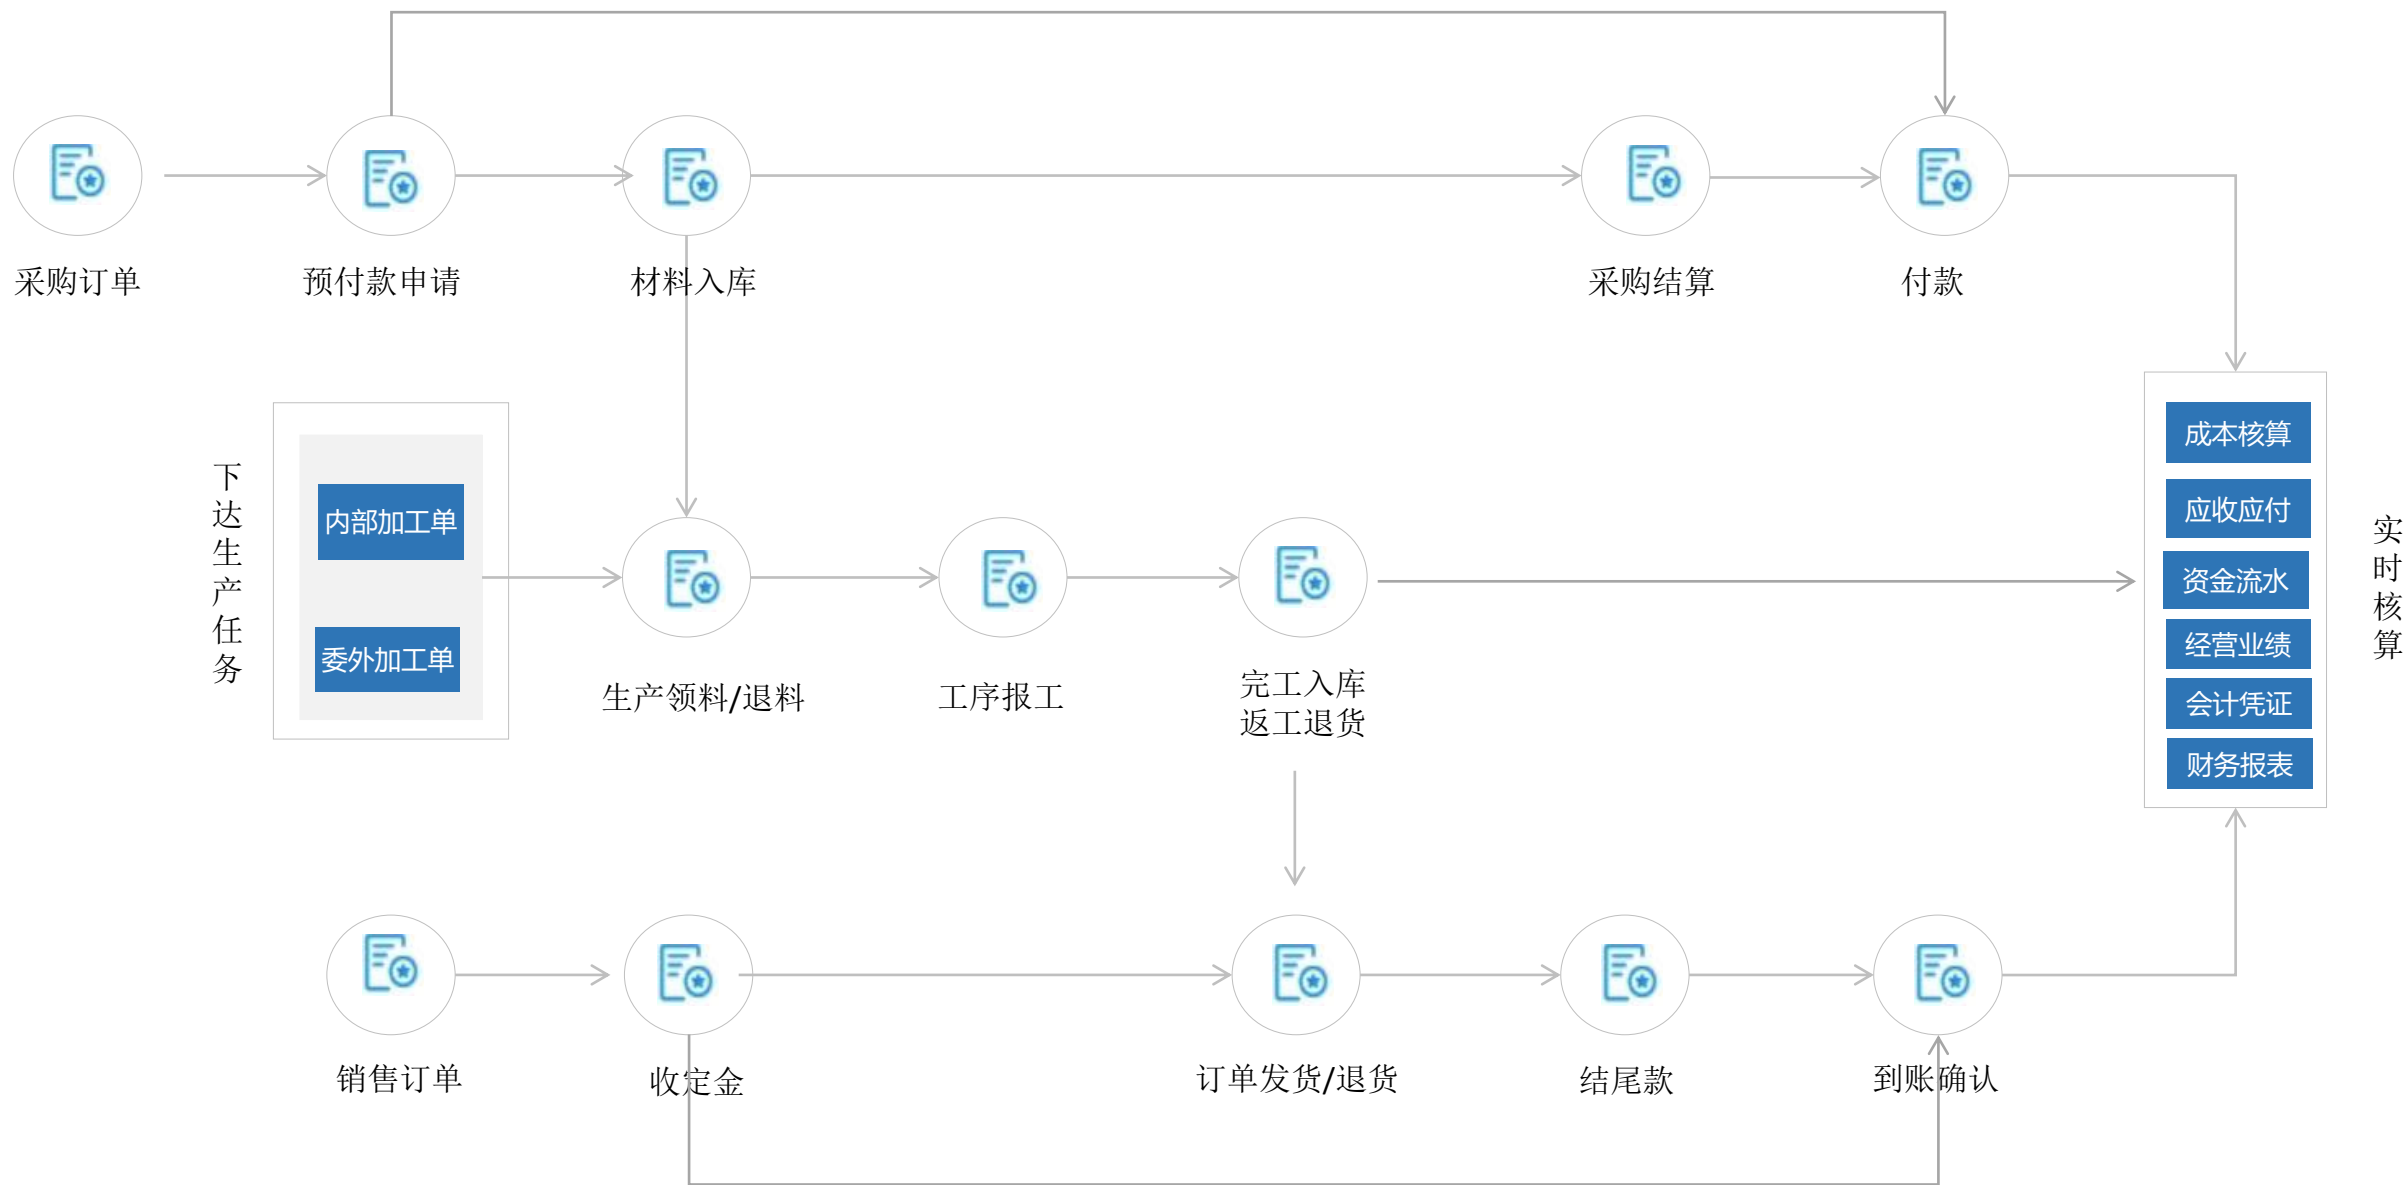 采购订单
预付款申请
材料入库
采购结算
付款
下达生产任务
内部加工单
委外加工单
生产领料/退料
工序报工
完工入库
返工退货
成本核算
应收应付
资金流水
经营业绩
会计凭证
财务报表
实时核算
销售订单
收定金
订单发货/退货
结尾款
到账确认